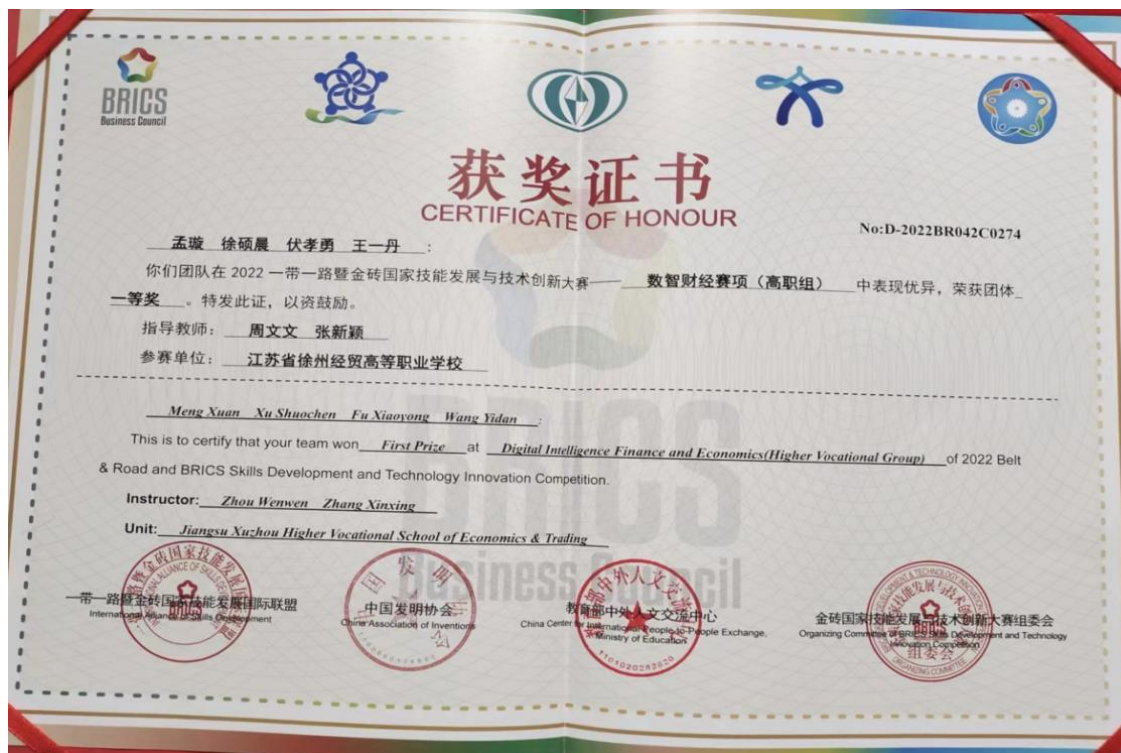 BRICS
Business Council
获奖证书
CERTIFICATE OF HONOUR
No:D-2022BR042C0274
孟璇 徐硕晨 伏孝勇 王一丹 :
你们团队在 2022 一带一路暨金砖国家技能发展与技术创新大赛—— 数智财经赛项（高职组） 中表现优异，荣获团体
一等奖 。特发此证，以资鼓励。
指导教师： 周文文 张新颖
参赛单位： 江苏省徐州经贸高等职业学校
Meng Xuan Xu Shuochen Fu Xiaoyong Wang Yidan :
This is to certify that your team won First Prize at Digital Intelligence Finance and Economics(Higher Vocational Group) of 2022 Belt
& Road and BRICS Skills Development and Technology Innovation Competition.
Instructor: Zhou Wenwen Zhang Xinxing
Unit: Jiangsu Xuzhou Higher Vocational School of Economics & Trading
BRICS
Business Council
一带一路暨金砖国家技能发展国际联盟
International Alliance of Skills Development
中国发明协会
China Association of Inventions
教育部中外人文交流中心
China Center for International People-to-People Exchange,
Ministry of Education
1101020282620
金砖国家技能发展与技术创新大赛组委会
Organizing Committee of BRICS Skills Development and Technology
Innovation Competition
组委会
ORGANIZING COMMITTEE